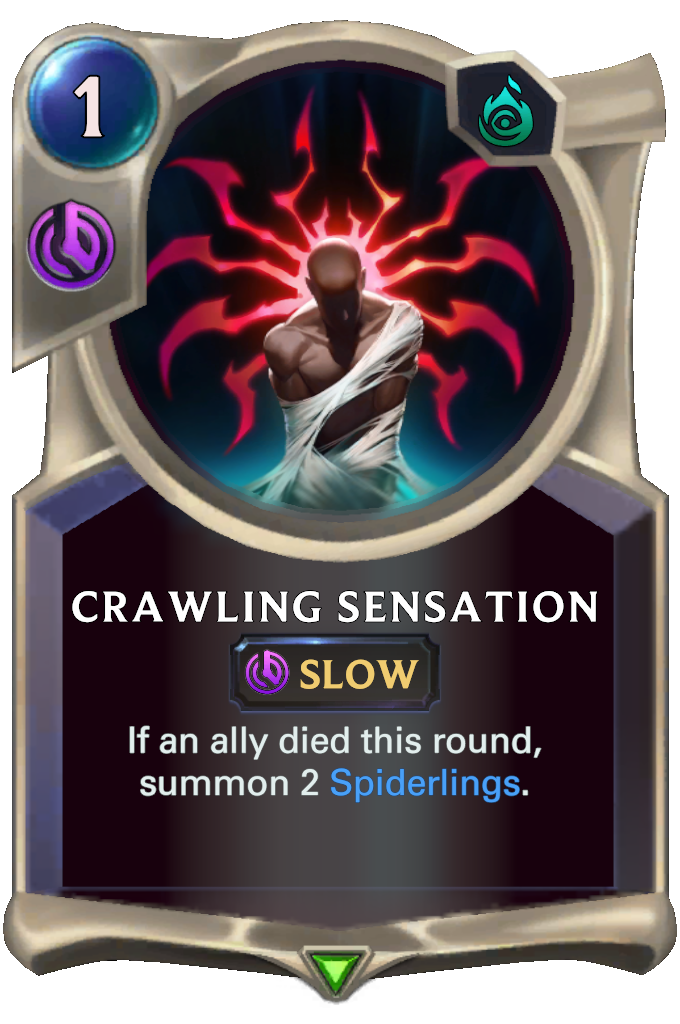 1
CRAWLING SENSATION
SLOW
If an ally died this round,
summon 2 Spiderlings.